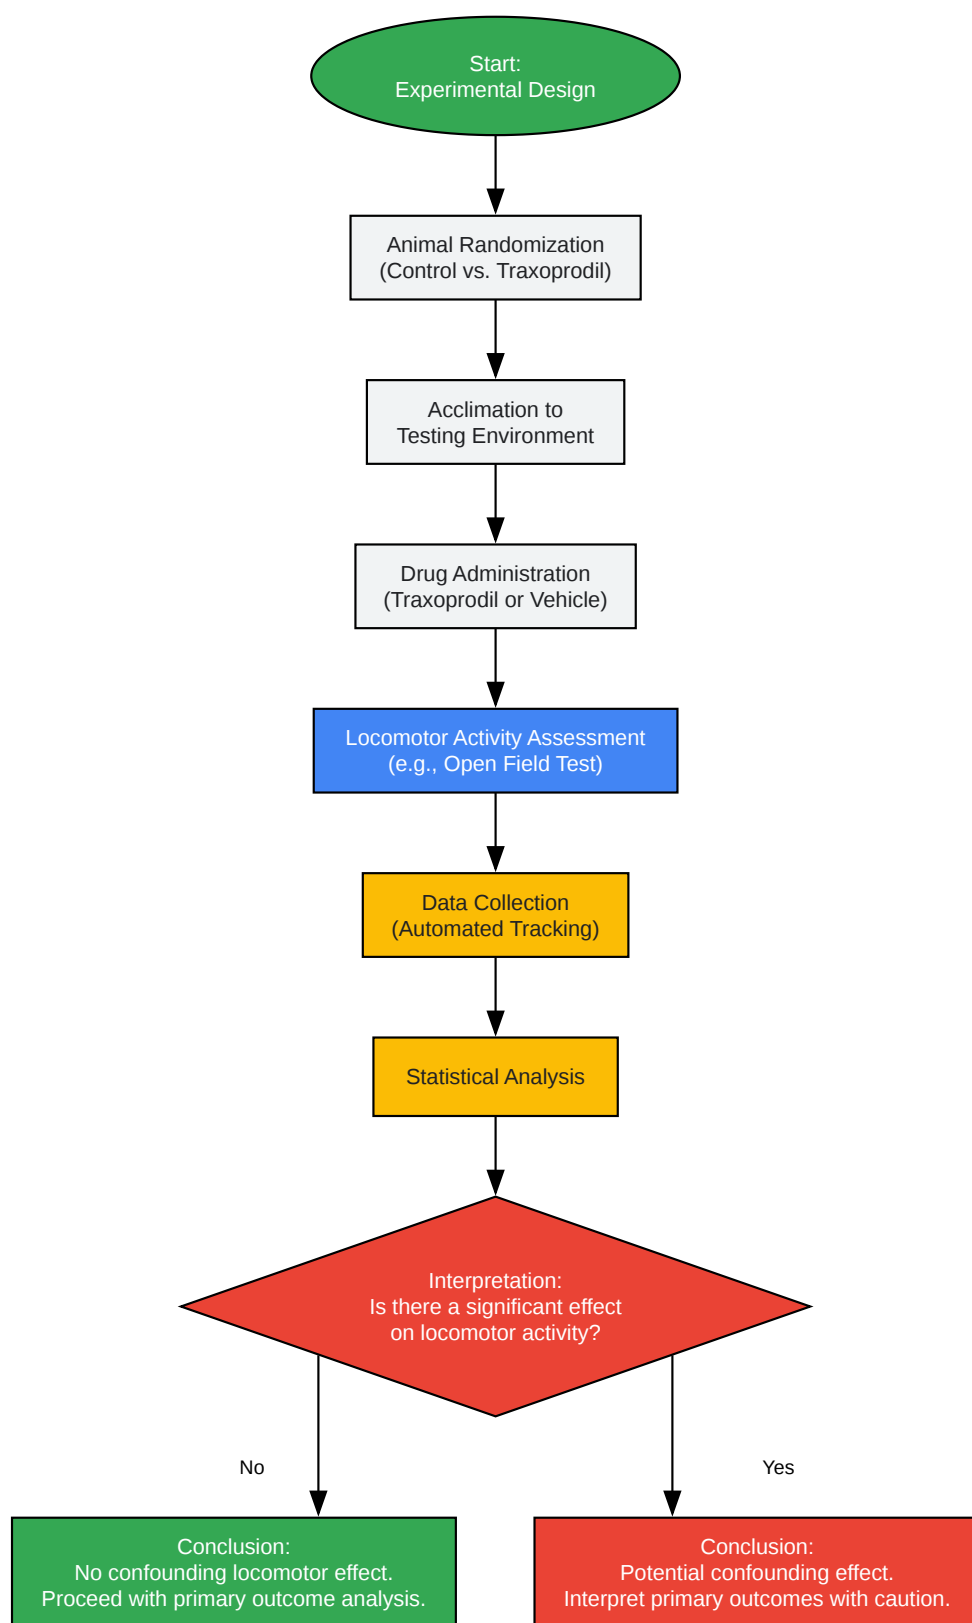 Start:
Experimental Design
Animal Randomization
(Control vs. Traxoprodil)
Acclimation to
Testing Environment
Drug Administration
(Traxoprodil or Vehicle)
Locomotor Activity Assessment
(e.g., Open Field Test)
Data Collection
(Automated Tracking)
Statistical Analysis
Interpretation:
Is there a significant effect
on locomotor activity?
No
Yes
Conclusion:
No confounding locomotor effect.
Proceed with primary outcome analysis.
Conclusion:
Potential confounding effect.
Interpret primary outcomes with caution.